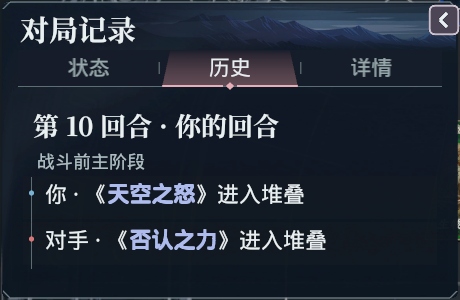 对局记录
状态
历史
详情
第 10 回合 · 你的回合
战斗前主阶段
你 · 《天空之怒》进入堆叠
对手 · 《否认之力》进入堆叠